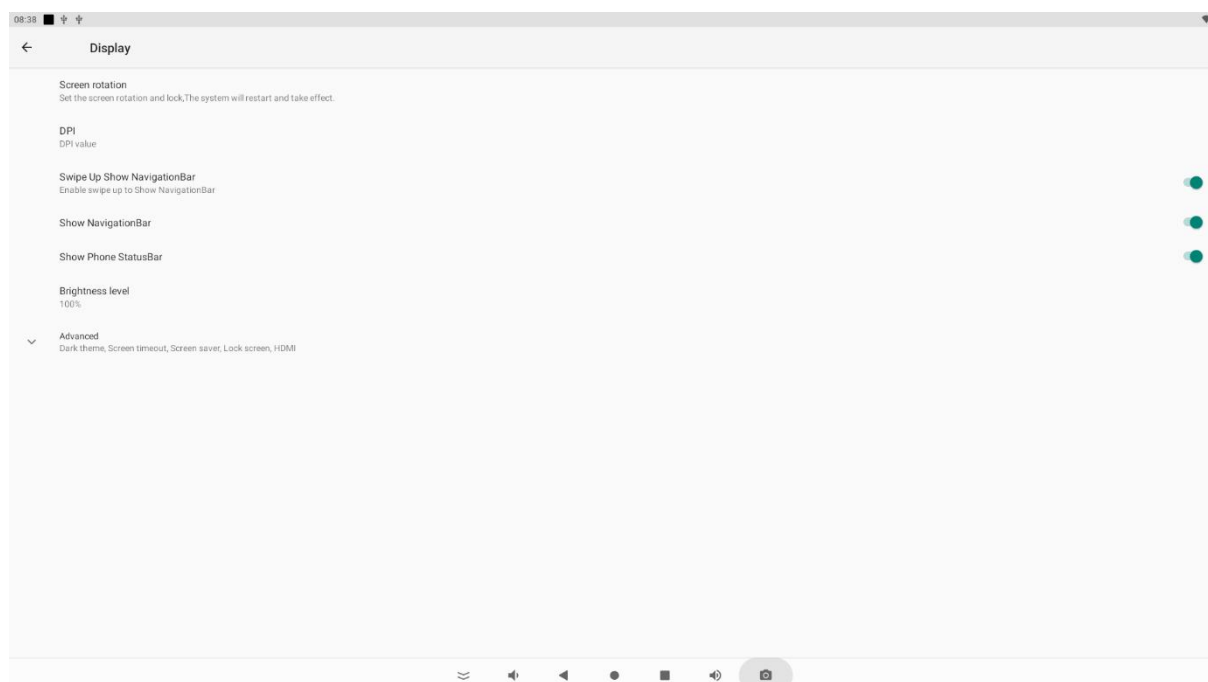 08:38
Display
Screen rotation
Set the screen rotation and lock,The system will restart and take effect.
DPI
DPI value
Swipe Up Show NavigationBar
Enable swipe up to Show NavigationBar
Show NavigationBar
Show Phone StatusBar
Brightness level
100%
Advanced
Dark theme, Screen timeout, Screen saver, Lock screen, HDMI